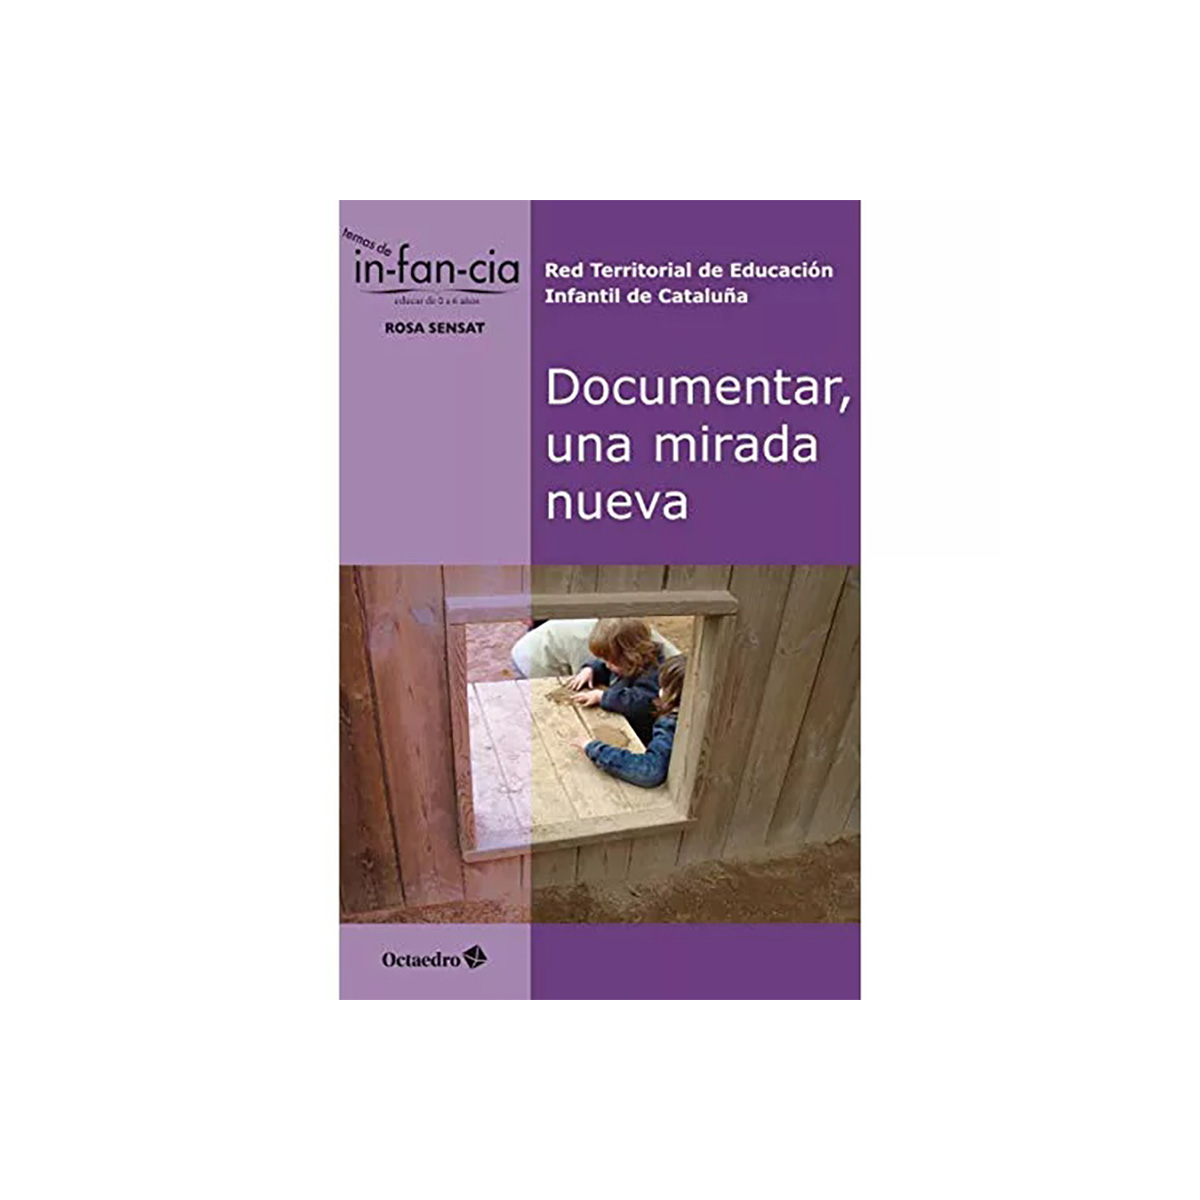 temas de
in-fan-cia
educar de 0 a 6 años
ROSA SENSAT
Red Territorial de Educación
Infantil de Cataluña
Documentar,
una mirada
nueva
Octaedro